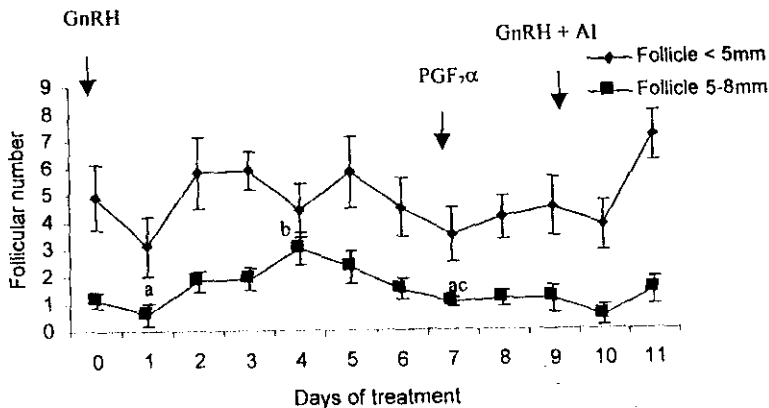 GnRH
GnRH + AI
PGF₂α
Follicle < 5mm
Follicle 5-8mm
Follicular number
9
8
7
6
5
4
3
2
1
0
a
b
ac
0 1 2 3 4 5 6 7 8 9 10 11
Days of treatment